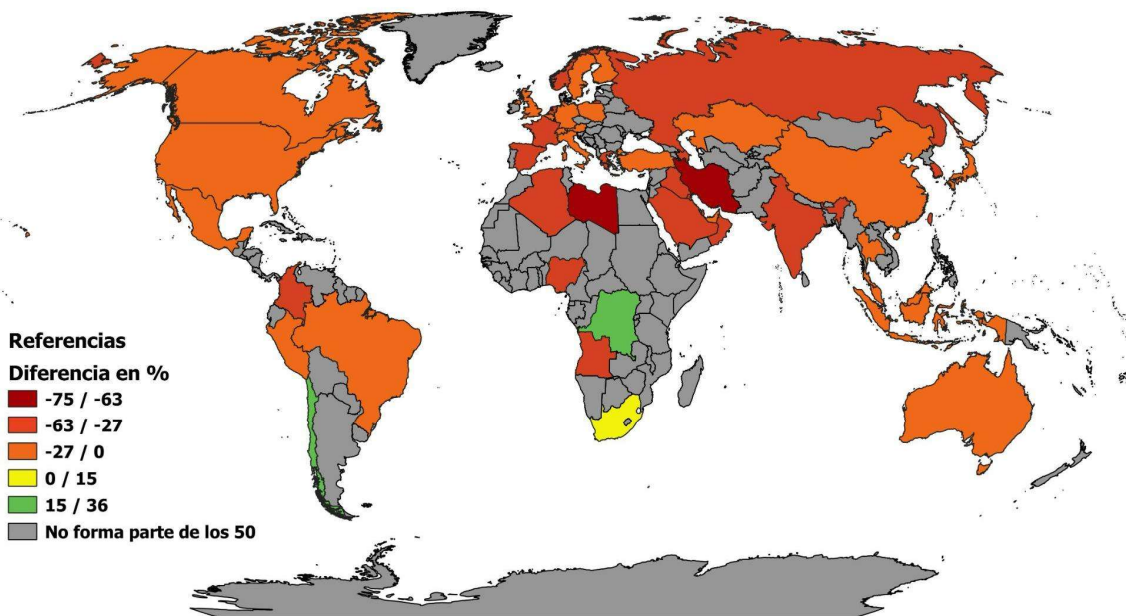 Referencias
Diferencia en %
-75 / -63
-63 / -27
-27 / 0
0 / 15
15 / 36
No forma parte de los 50